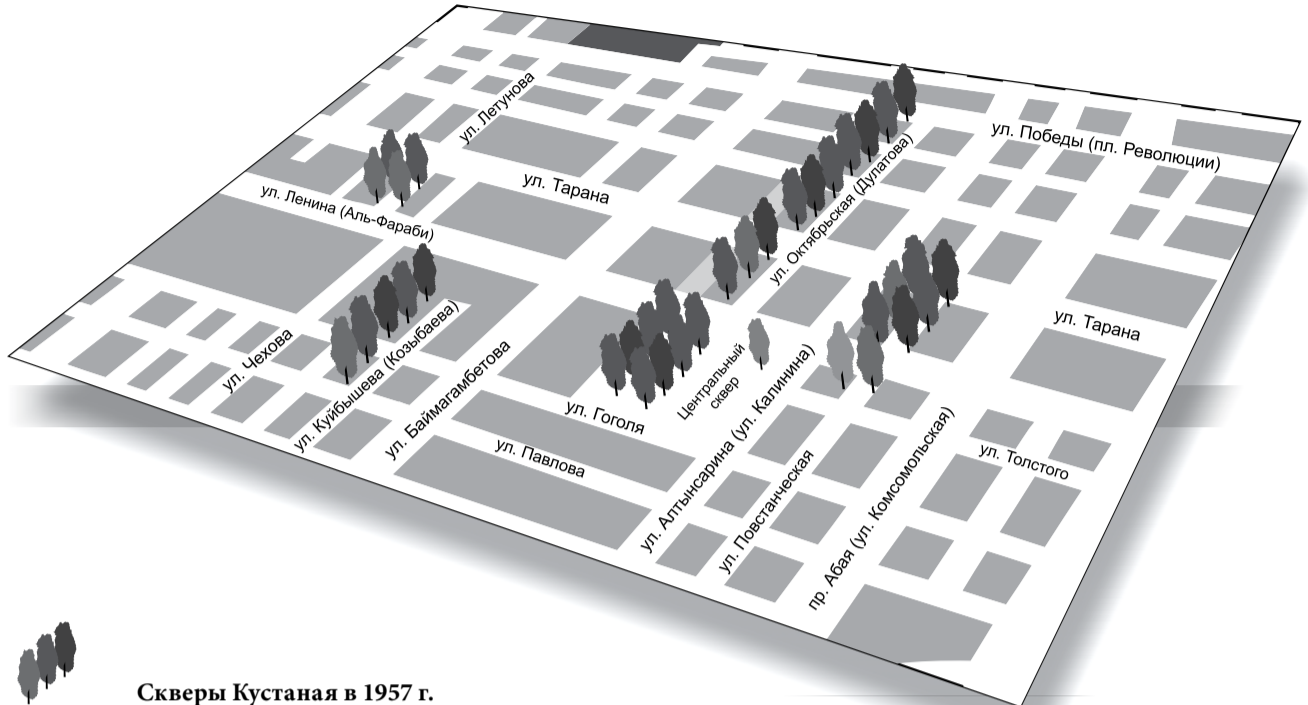 ул. Летунова
ул. Победы (пл. Революции)
ул. Тарана
ул. Ленина (Аль-Фараби)
ул. Октябрьская (Дулатова)
ул. Тарана
ул. Чехова
ул. Куйбышева (Козыбаева)
ул. Баймагамбетова
Центральный
сквер
ул. Гоголя
ул. Павлова
ул. Алтынсарина (ул. Калинина)
ул. Повстанческая
пр. Абая (ул. Комсомольская)
ул. Толстого
Скверы Кустаная в 1957 г.